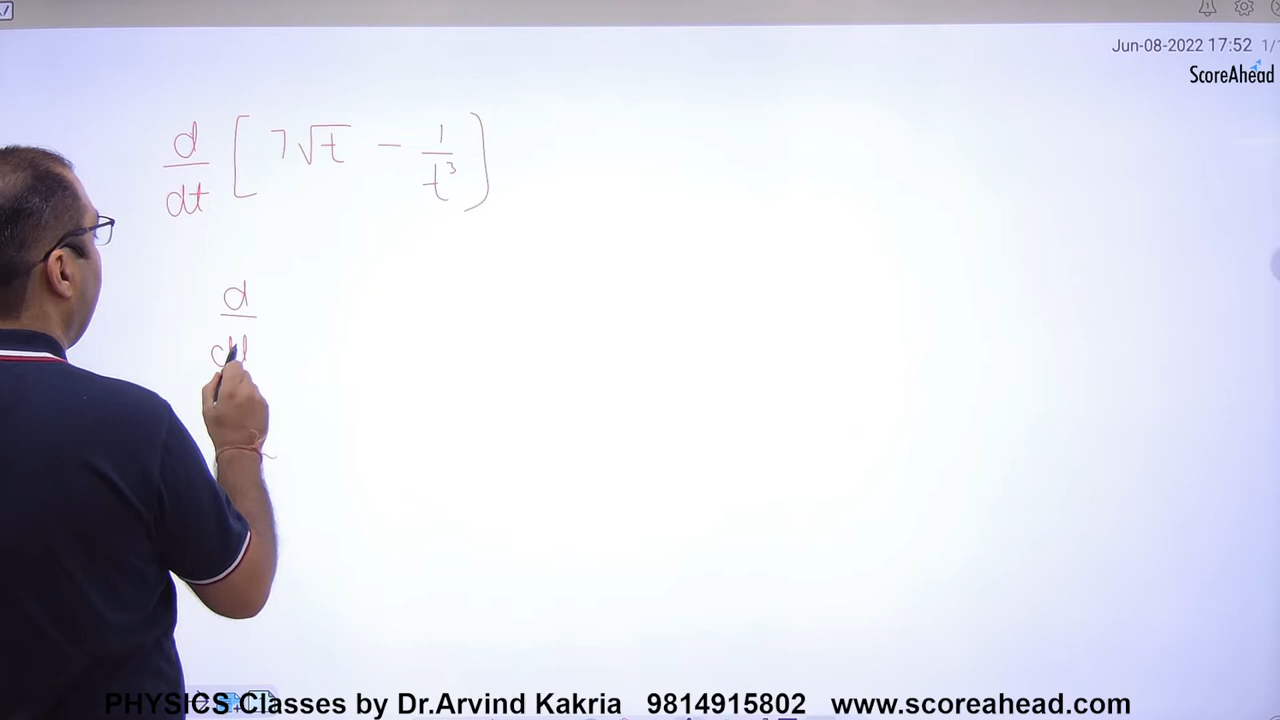 Jun-08-2022 17:52 1/
ScoreAhead
d/dt [ 7√t - 1/t³ ]
d
PHYSICS Classes by Dr.Arvind Kakria 9814915802 www.scoreahead.com